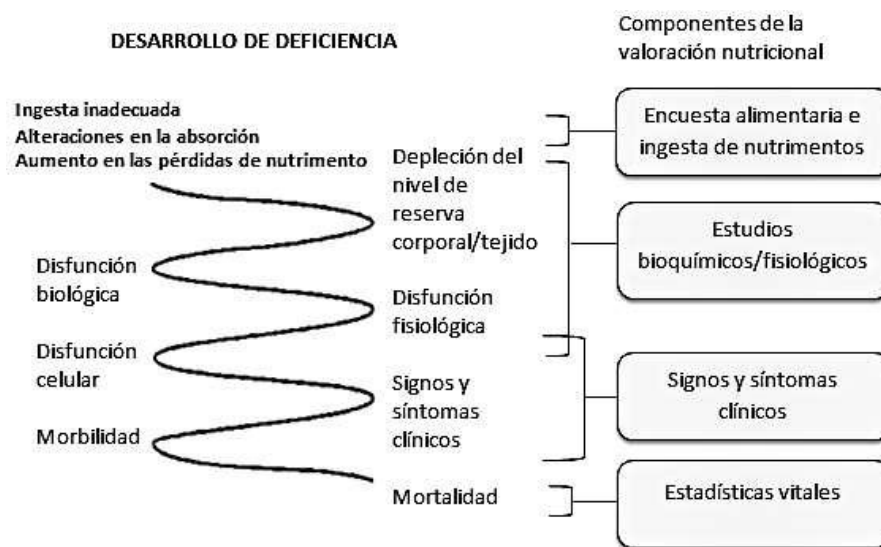 DESARROLLO DE DEFICIENCIA
Componentes de la
valoración nutricional
Ingesta inadecuada
Alteraciones en la absorción
Aumento en las pérdidas de nutrimento
Depleción del
nivel de
reserva
corporal/tejido
Disfunción
biológica
Disfunción
fisiológica
Disfunción
celular
Signos y
síntomas
clínicos
Morbilidad
Mortalidad
Encuesta alimentaria e
ingesta de nutrimentos
Estudios
bioquímicos/fisiológicos
Signos y síntomas
clínicos
Estadísticas vitales